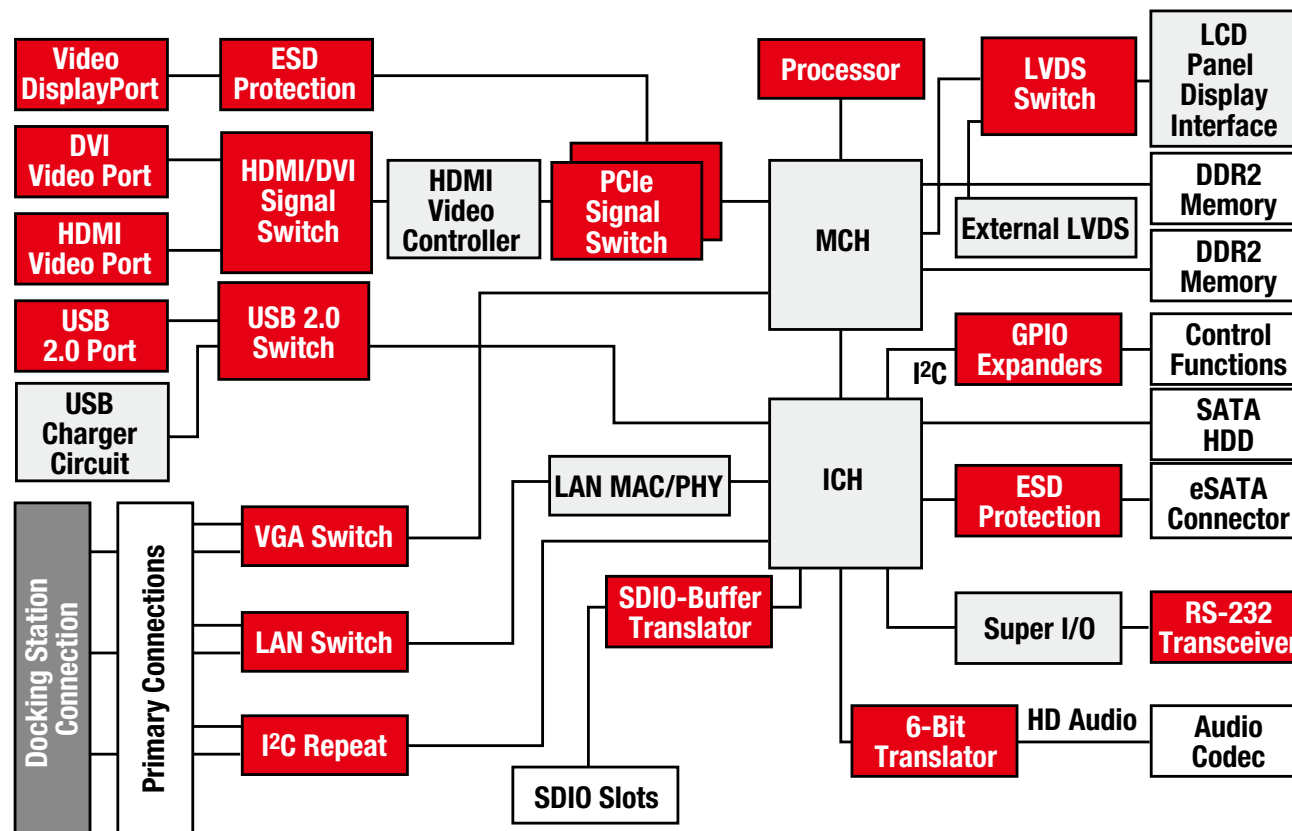 Video
DisplayPort
ESD
Protection
Processor
LVDS
Switch
LCD
Panel
Display
Interface
DVI
Video Port
HDMI/DVI
Signal
Switch
HDMI
Video
Controller
PCIe
Signal
Switch
MCH
External LVDS
DDR2
Memory
HDMI
Video Port
DDR2
Memory
USB
2.0 Port
USB 2.0
Switch
I²C
GPIO
Expanders
Control
Functions
USB
Charger
Circuit
SATA
HDD
LAN MAC/PHY
ICH
ESD
Protection
eSATA
Connector
Docking Station
Connection
Primary Connections
VGA Switch
LAN Switch
I²C Repeat
SDIO-Buffer
Translator
SDIO Slots
Super I/O
RS-232
Transceiver
6-Bit
Translator
HD Audio
Audio
Codec